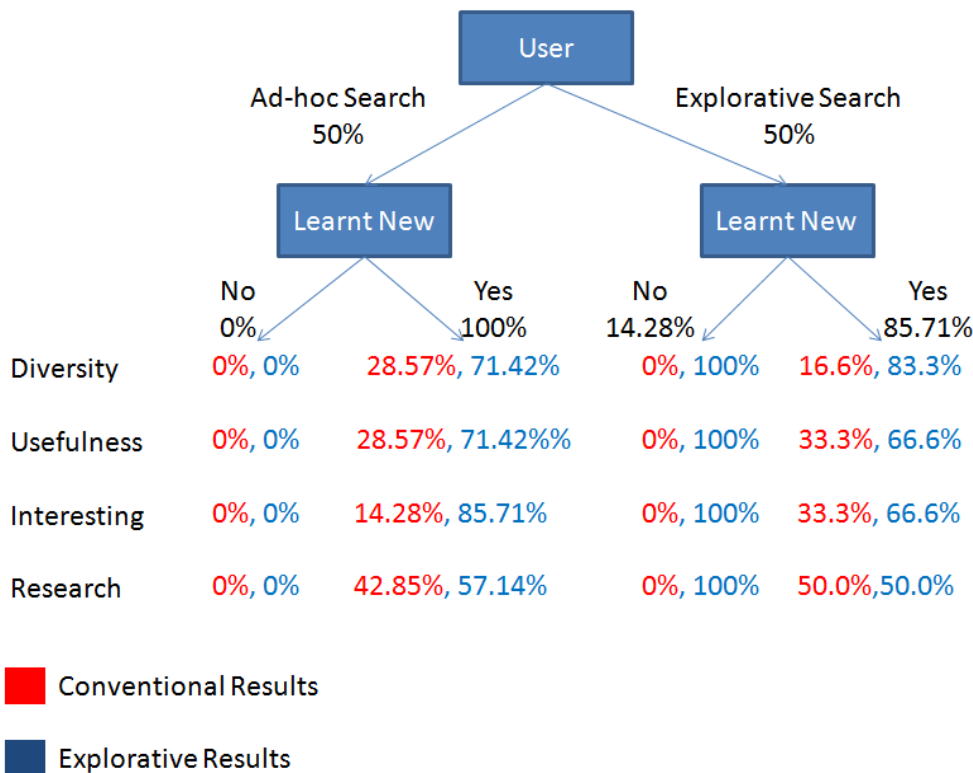 User
Ad-hoc Search
50%
Explorative Search
50%
Learnt New
Learnt New
No
0%
Yes
100%
No
14.28%
Yes
85.71%
Diversity 0%, 0% 28.57%, 71.42% 0%, 100% 16.6%, 83.3%
Usefulness 0%, 0% 28.57%, 71.42%% 0%, 100% 33.3%, 66.6%
Interesting 0%, 0% 14.28%, 85.71% 0%, 100% 33.3%, 66.6%
Research 0%, 0% 42.85%, 57.14% 0%, 100% 50.0%,50.0%
Conventional Results
Explorative Results